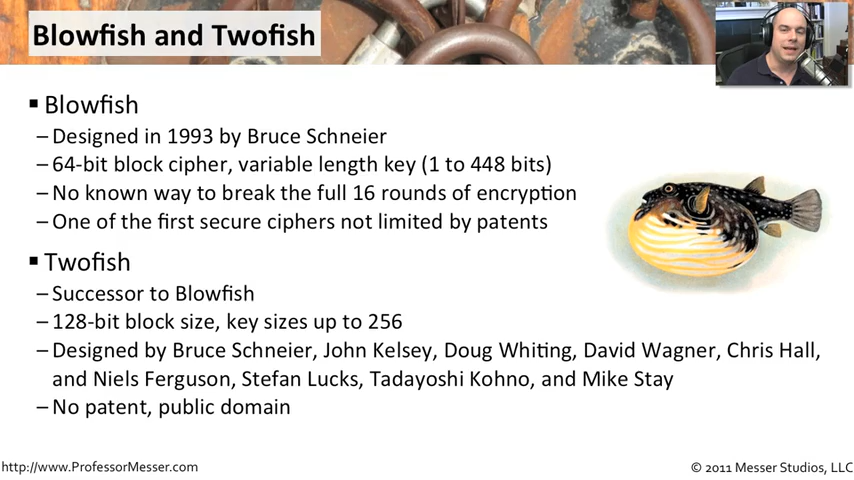 Blowfish and Twofish
▪ Blowfish
– Designed in 1993 by Bruce Schneier
– 64-bit block cipher, variable length key (1 to 448 bits)
– No known way to break the full 16 rounds of encryption
– One of the first secure ciphers not limited by patents
▪ Twofish
– Successor to Blowfish
– 128-bit block size, key sizes up to 256
– Designed by Bruce Schneier, John Kelsey, Doug Whiting, David Wagner, Chris Hall,
and Niels Ferguson, Stefan Lucks, Tadayoshi Kohno, and Mike Stay
– No patent, public domain
http://www.ProfessorMesser.com
© 2011 Messer Studios, LLC